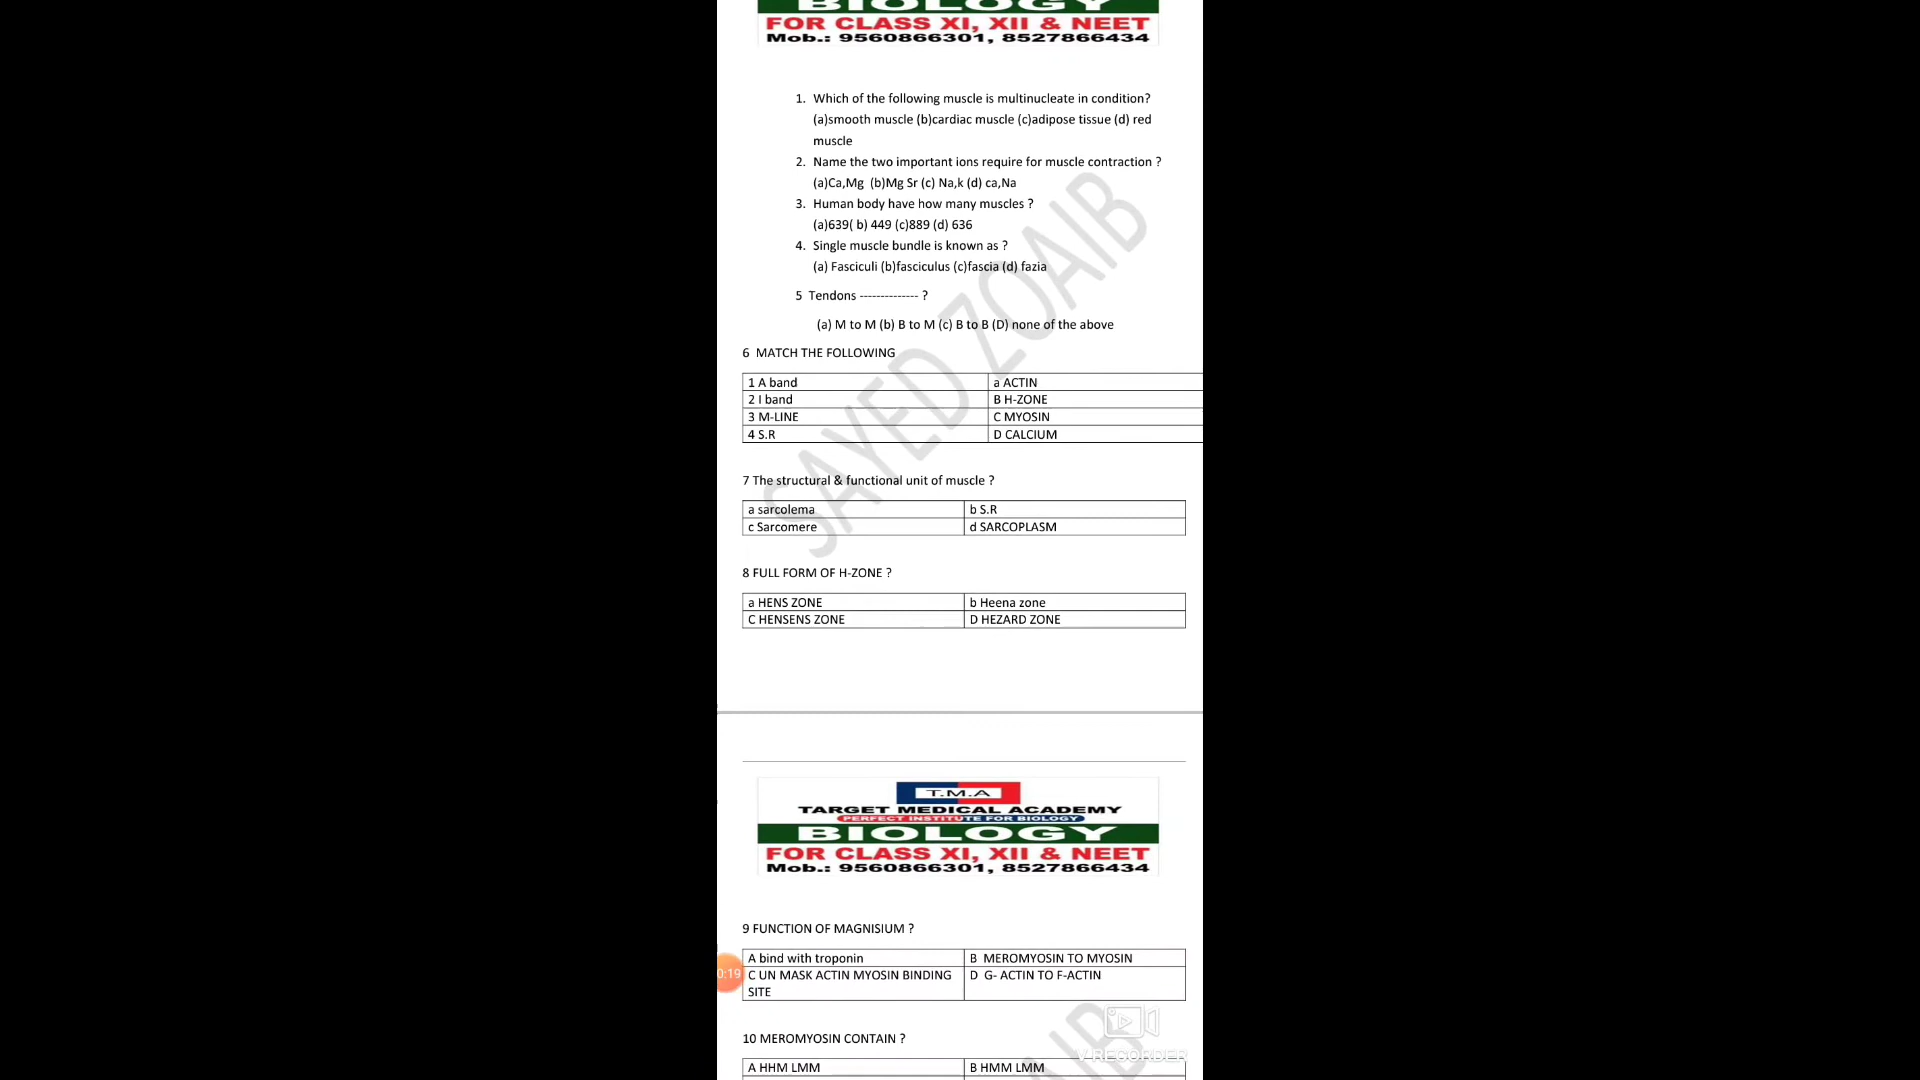 BIOLOGY
FOR CLASS XI, XII & NEET
Mob.: 9560866301, 8527866434
1. Which of the following muscle is multinucleate in condition?
(a)smooth muscle (b)cardiac muscle (c)adipose tissue (d) red
muscle
2. Name the two important ions require for muscle contraction ?
(a)Ca,Mg (b)Mg Sr (c) Na,k (d) ca,Na
3. Human body have how many muscles ?
(a)639( b) 449 (c)889 (d) 636
4. Single muscle bundle is known as ?
(a) Fasciculi (b)fasciculus (c)fascia (d) fazia
5 Tendons -------------- ?
(a) M to M (b) B to M (c) B to B (D) none of the above
6 MATCH THE FOLLOWING
1 A band a ACTIN
2 I band B H-ZONE
3 M-LINE C MYOSIN
4 S.R D CALCIUM
SAYED ZOAIB
7 The structural & functional unit of muscle ?
a sarcolema b S.R
c Sarcomere d SARCOPLASM
8 FULL FORM OF H-ZONE ?
a HENS ZONE b Heena zone
C HENSENS ZONE D HEZARD ZONE
T.M.A
TARGET MEDICAL ACADEMY
PERFECT INSTITUTE FOR BIOLOGY
BIOLOGY
FOR CLASS XI, XII & NEET
Mob.: 9560866301, 8527866434
9 FUNCTION OF MAGNISIUM ?
A bind with troponin B MEROMYOSIN TO MYOSIN
0:19
C UN MASK ACTIN MYOSIN BINDING D G- ACTIN TO F-ACTIN
SITE
10 MEROMYOSIN CONTAIN ?
V RECORDER
A HHM LMM B HMM LMM